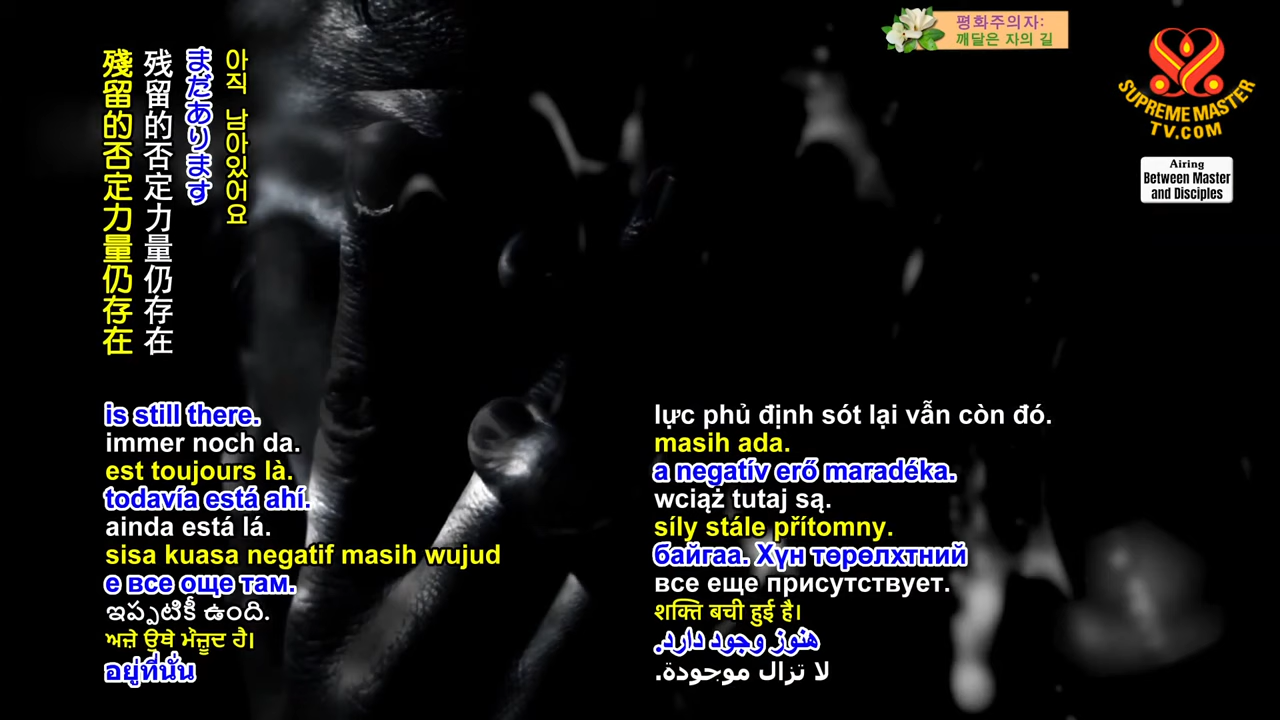 평화주의자:
깨달은 자의 길
SUPREME MASTER
TV.COM
Airing
Between Master
and Disciples
아직 남아있어요
まだあります
残留的否定力量仍存在
殘留的否定力量仍存在
is still there.
immer noch da.
est toujours là.
todavía está ahí.
ainda está lá.
sisa kuasa negatif masih wujud
е все още там.
ఇప్పటికీ ఉంది.
ਅਜੇ ਉਥੇ ਮੌਜੂਦ ਹੈ।
อยู่ที่นั่น
lực phủ định sót lại vẫn còn đó.
masih ada.
a negatív erő maradéka.
wciąż tutaj są.
síly stále přítomny.
байгаа. Хүн төрөлхтний
все еще присутствует.
शक्ति बची हुई है।
هنوز وجود دارد.
لا تزال موجودة.